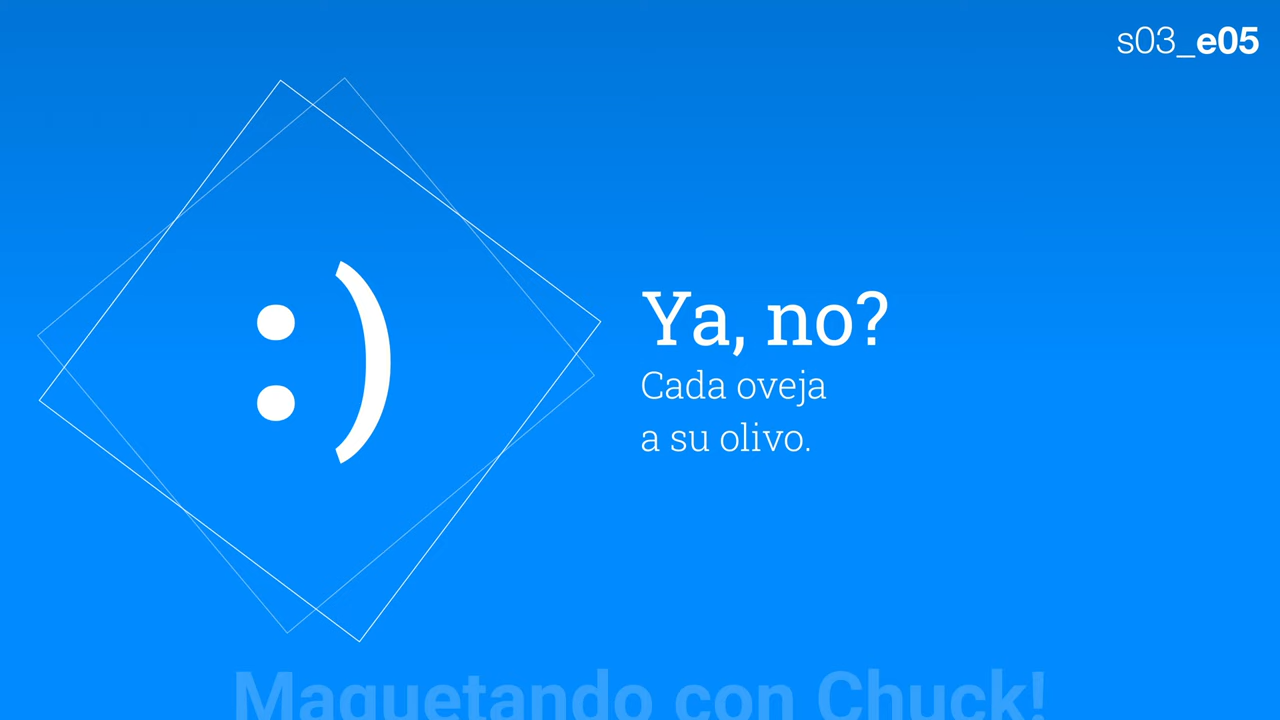 s03_e05
:)
Ya, no?
Cada oveja
a su olivo.
Maquetando con Chuck!